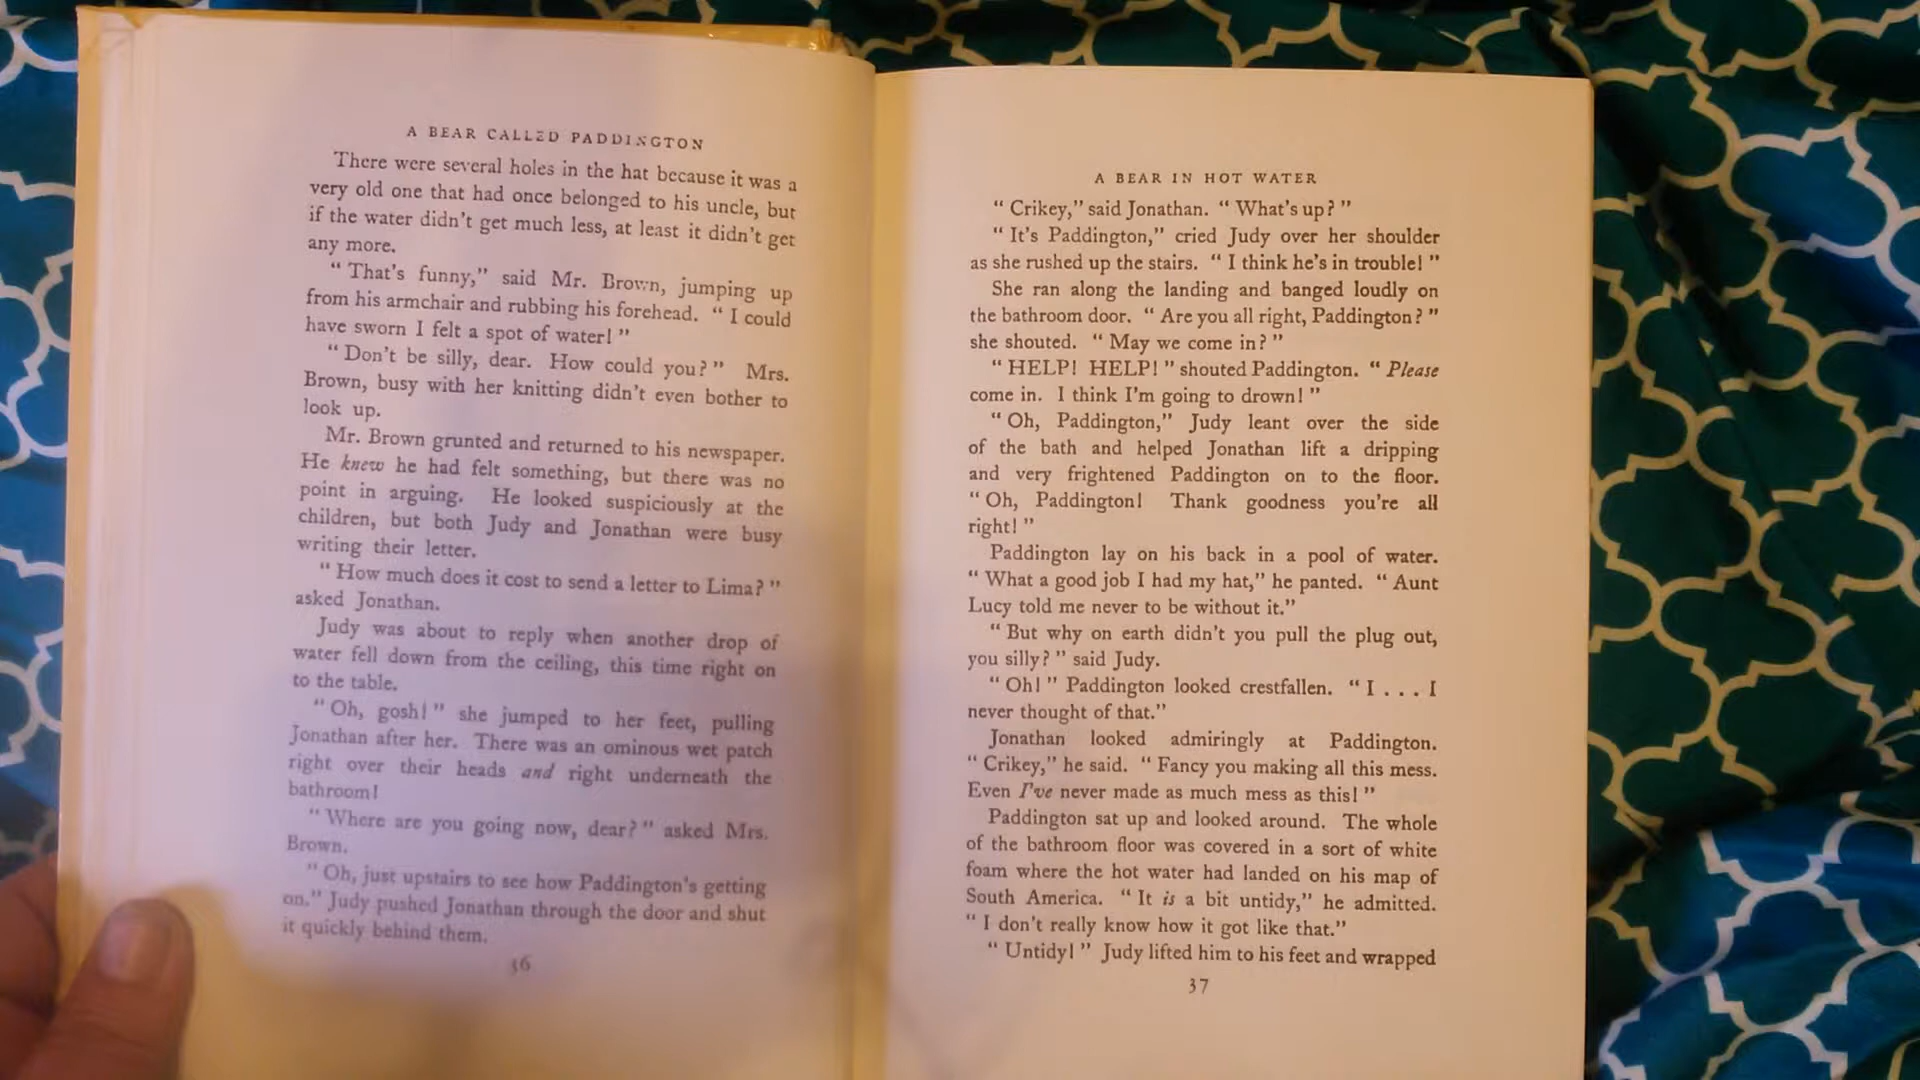 A BEAR CALLED PADDINGTON
There were several holes in the hat because it was a
very old one that had once belonged to his uncle, but
if the water didn't get much less, at least it didn't get
any more.
“ That's funny,” said Mr. Brown, jumping up
from his armchair and rubbing his forehead. “ I could
have sworn I felt a spot of water! ”
“ Don't be silly, dear. How could you? ” Mrs.
Brown, busy with her knitting didn't even bother to
look up.
Mr. Brown grunted and returned to his newspaper.
He knew he had felt something, but there was no
point in arguing. He looked suspiciously at the
children, but both Judy and Jonathan were busy
writing their letter.
“ How much does it cost to send a letter to Lima? ”
asked Jonathan.
Judy was about to reply when another drop of
water fell down from the ceiling, this time right on
to the table.
“ Oh, gosh! ” she jumped to her feet, pulling
Jonathan after her. There was an ominous wet patch
right over their heads and right underneath the
bathroom!
“ Where are you going now, dear? ” asked Mrs.
Brown.
“ Oh, just upstairs to see how Paddington's getting
on.” Judy pushed Jonathan through the door and shut
it quickly behind them.
36
A BEAR IN HOT WATER
“ Crikey,” said Jonathan. “ What's up? ”
“ It's Paddington,” cried Judy over her shoulder
as she rushed up the stairs. “ I think he's in trouble! ”
She ran along the landing and banged loudly on
the bathroom door. “ Are you all right, Paddington? ”
she shouted. “ May we come in? ”
“ HELP! HELP! ” shouted Paddington. “ Please
come in. I think I'm going to drown! ”
“ Oh, Paddington,” Judy leant over the side
of the bath and helped Jonathan lift a dripping
and very frightened Paddington on to the floor.
“ Oh, Paddington! Thank goodness you're all
right! ”
Paddington lay on his back in a pool of water.
“ What a good job I had my hat,” he panted. “ Aunt
Lucy told me never to be without it.”
“ But why on earth didn't you pull the plug out,
you silly? ” said Judy.
“ Oh! ” Paddington looked crestfallen. “ I . . . I
never thought of that.”
Jonathan looked admiringly at Paddington.
“ Crikey,” he said. “ Fancy you making all this mess.
Even I've never made as much mess as this! ”
Paddington sat up and looked around. The whole
of the bathroom floor was covered in a sort of white
foam where the hot water had landed on his map of
South America. “ It is a bit untidy,” he admitted.
“ I don't really know how it got like that.”
“ Untidy! ” Judy lifted him to his feet and wrapped
37